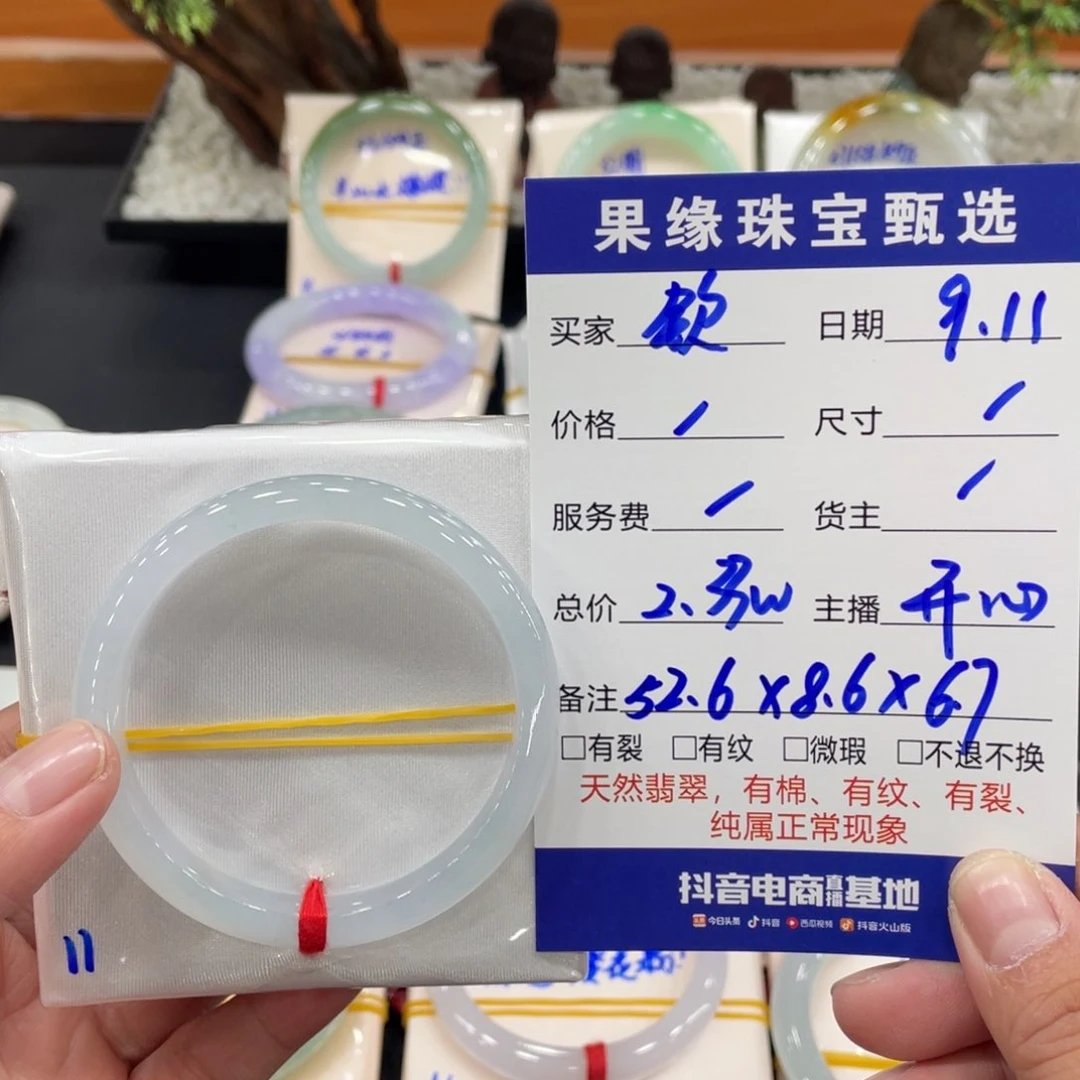 果缘珠宝甄选
买家 款 日期 9.11
价格 / 尺寸 /
服务费 / 货主 /
总价 2.3w 主播 开心
备注 52.6×8.6×6.7
□有裂 □有纹 □微瑕 □不退不换
天然翡翠，有棉、有纹、有裂、
纯属正常现象
抖音电商直播基地
今日头条 抖音 西瓜视频 抖音火山版
11